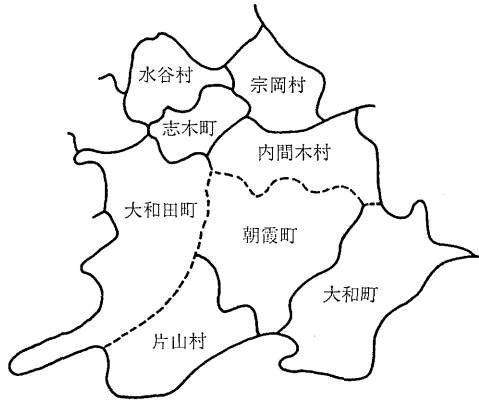 水谷村
宗岡村
志木町
内間木村
大和田町
朝霞町
大和町
片山村